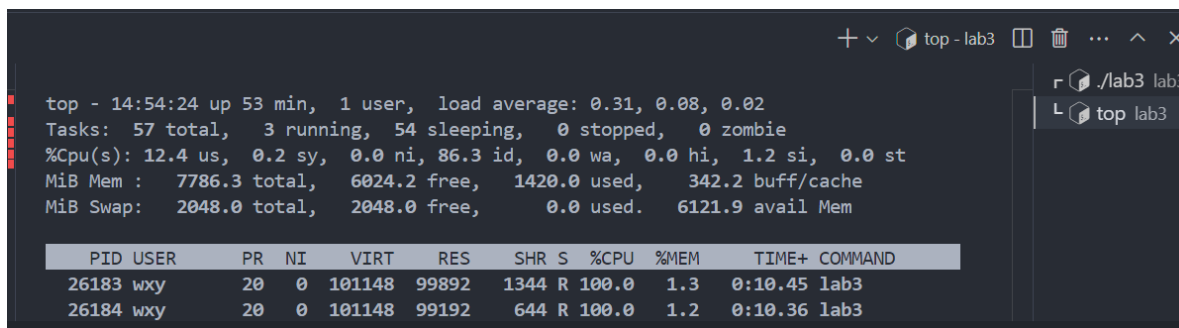 top - lab3
./lab3 lab3
top lab3
top - 14:54:24 up 53 min, 1 user, load average: 0.31, 0.08, 0.02
Tasks: 57 total, 3 running, 54 sleeping, 0 stopped, 0 zombie
%Cpu(s): 12.4 us, 0.2 sy, 0.0 ni, 86.3 id, 0.0 wa, 0.0 hi, 1.2 si, 0.0 st
MiB Mem : 7786.3 total, 6024.2 free, 1420.0 used, 342.2 buff/cache
MiB Swap: 2048.0 total, 2048.0 free, 0.0 used. 6121.9 avail Mem
PID USER PR NI VIRT RES SHR S %CPU %MEM TIME+ COMMAND
26183 wxy 20 0 101148 99892 1344 R 100.0 1.3 0:10.45 lab3
26184 wxy 20 0 101148 99192 644 R 100.0 1.2 0:10.36 lab3